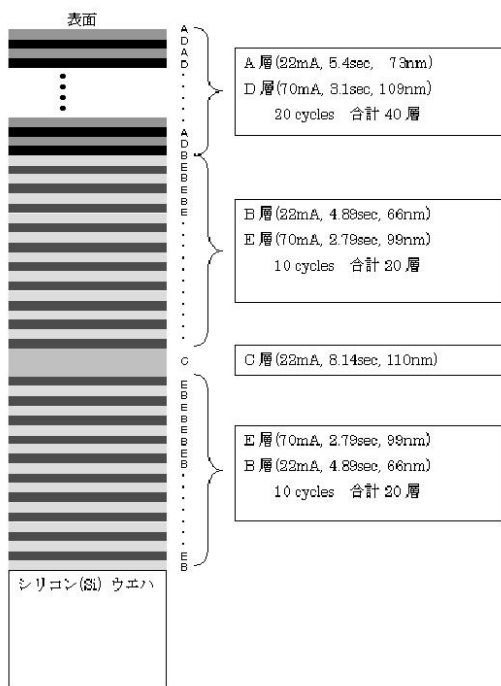 表面
A
D
A
D
A 層(22mA, 5.4sec, 73nm)
D 層(70mA, 3.1sec, 109nm)
20 cycles 合計 40 層
A
D
B
E
B
E
B
E
B 層(22mA, 4.89sec, 66nm)
E 層(70mA, 2.79sec, 99nm)
10 cycles 合計 20 層
C
C 層(22mA, 8.14sec, 110nm)
E
B
E
B
E
B
E
B
E
B
E 層(70mA, 2.79sec, 99nm)
B 層(22mA, 4.89sec, 66nm)
10 cycles 合計 20 層
E
B
シリコン(Si) ウエハ